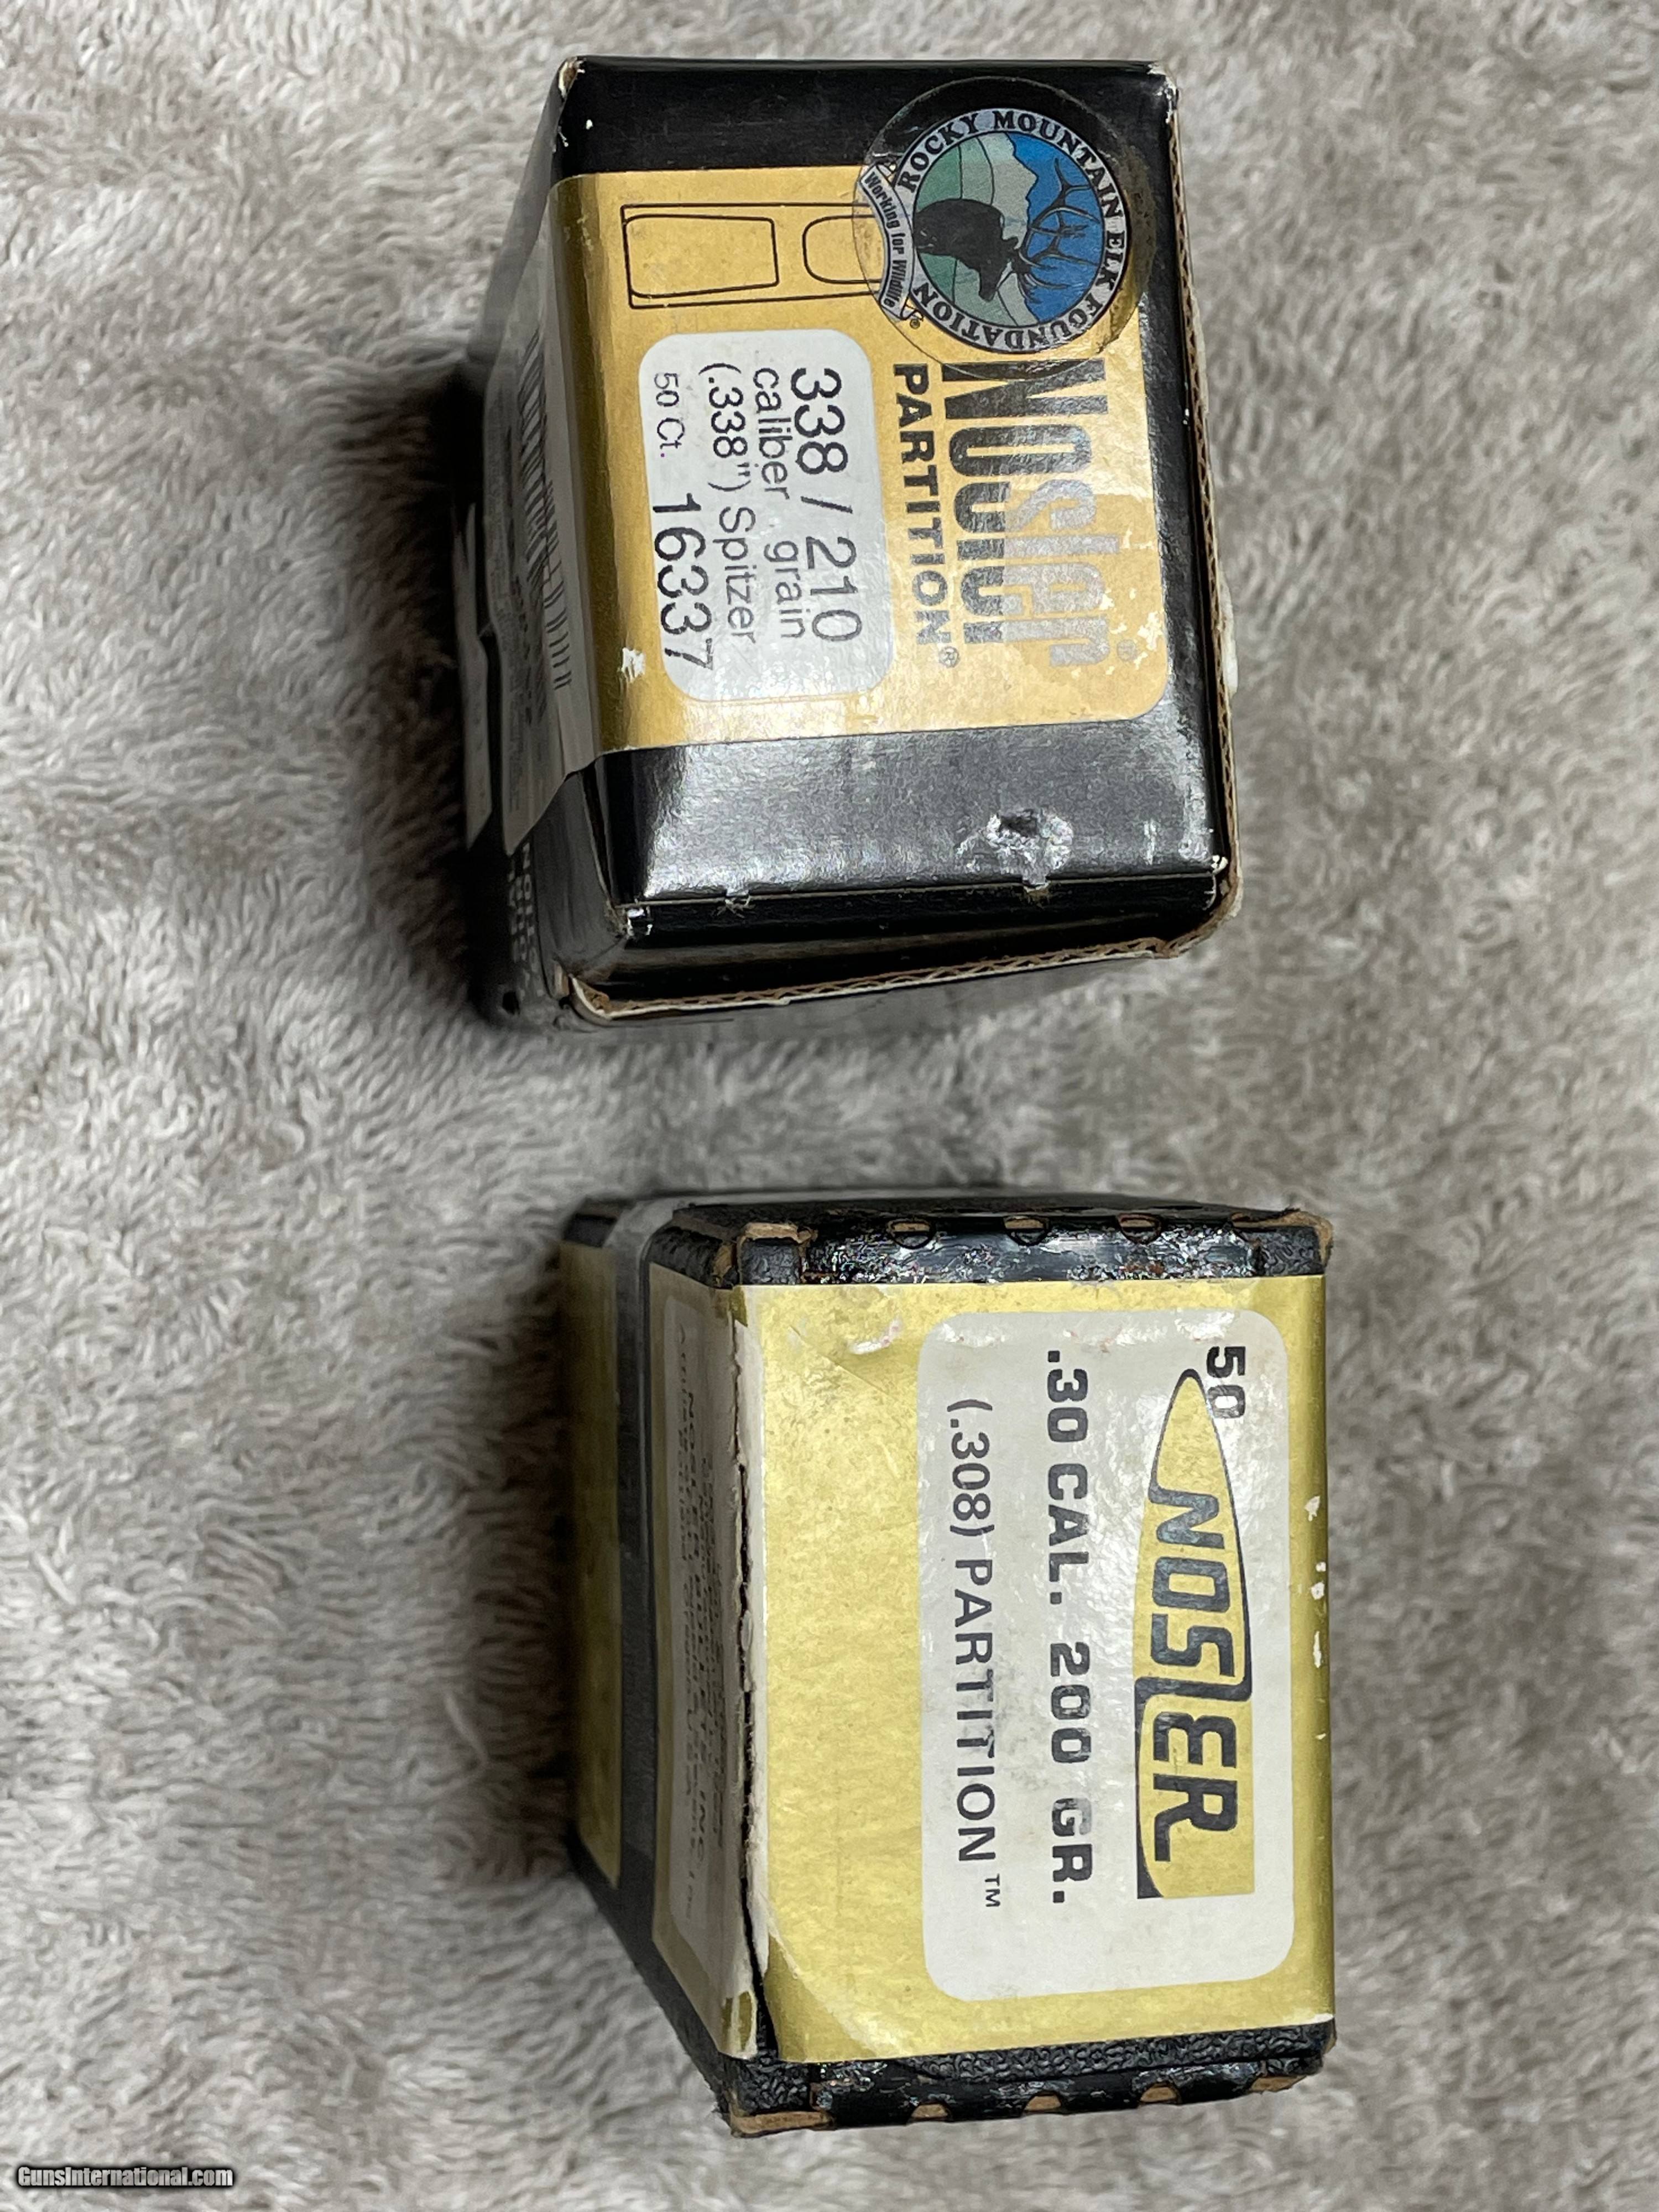 ROCKY MOUNTAIN ELK FOUNDATION
Working for Wildlife ®
Nosler®
PARTITION®
338 / 210
caliber grain
(.338") Spitzer
50 Ct. 16337
50
NOSLER
.30 CAL. 200 GR.
(.308) PARTITION™
GunsInternational.com